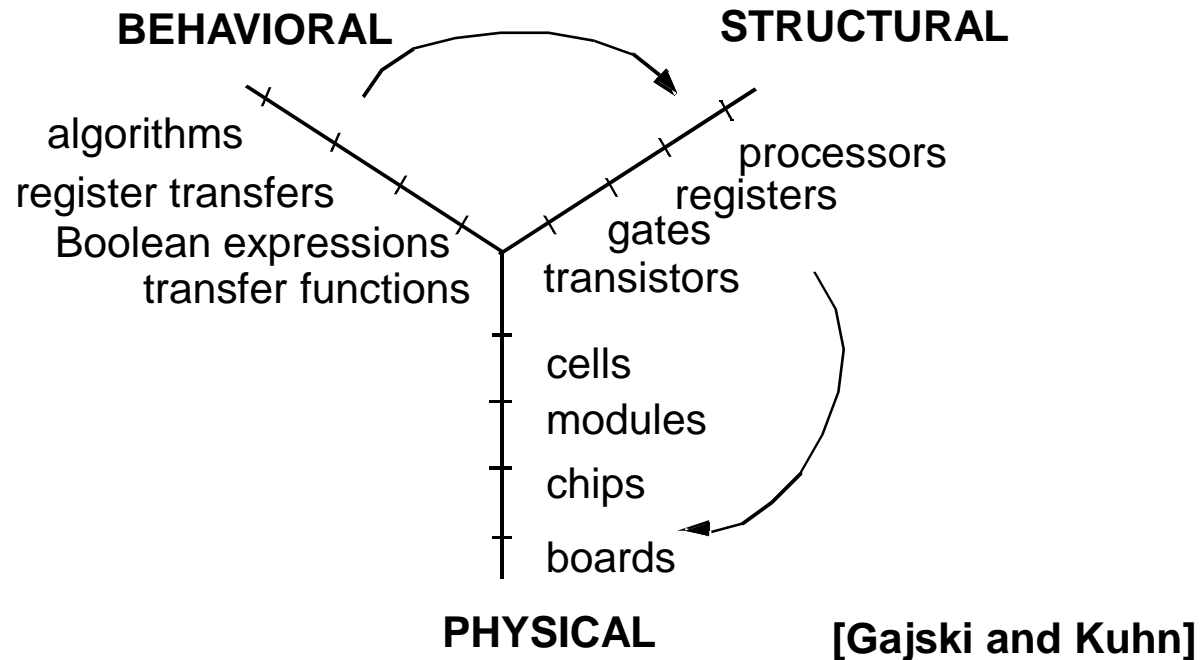 BEHAVIORAL
STRUCTURAL
algorithms
register transfers
Boolean expressions
transfer functions
processors
registers
gates
transistors
cells
modules
chips
boards
PHYSICAL
[Gajski and Kuhn]